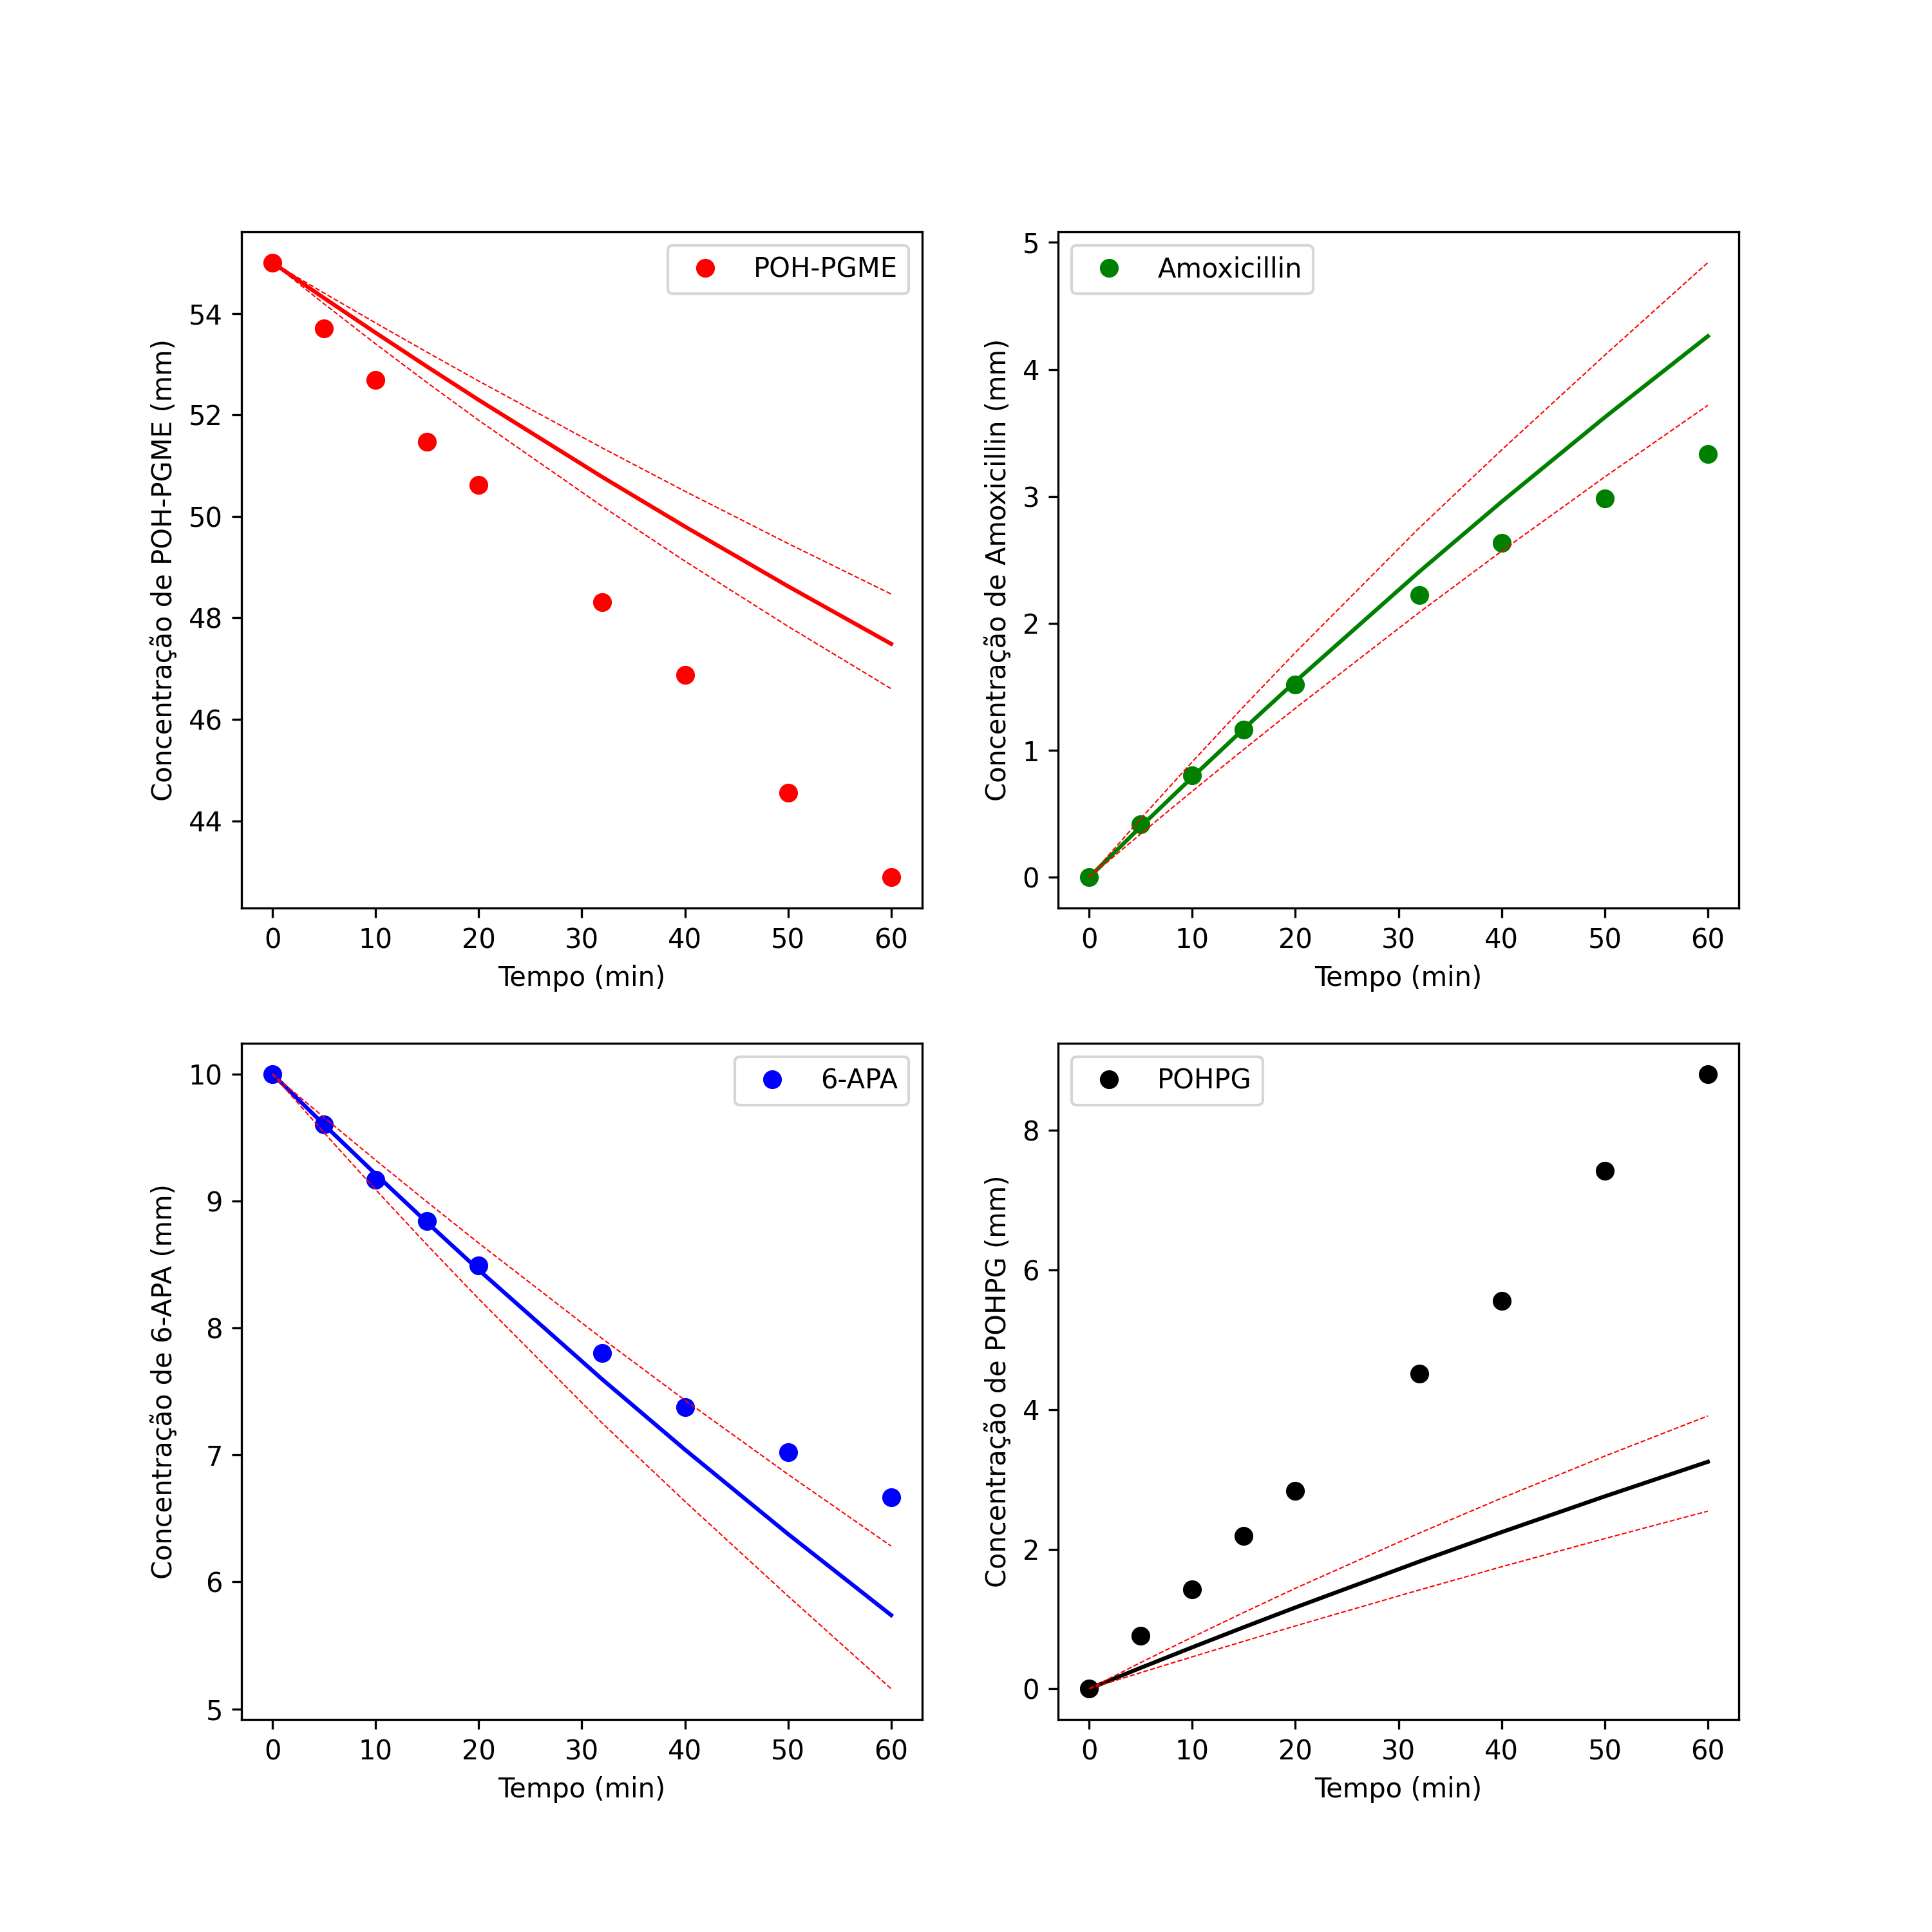 POH-PGME
Concentração de POH-PGME (mm)
54
52
50
48
46
44
0 10 20 30 40 50 60
Tempo (min)
Amoxicillin
Concentração de Amoxicillin (mm)
5
4
3
2
1
0
0 10 20 30 40 50 60
Tempo (min)
6-APA
Concentração de 6-APA (mm)
10
9
8
7
6
5
0 10 20 30 40 50 60
Tempo (min)
POHPG
Concentração de POHPG (mm)
8
6
4
2
0
0 10 20 30 40 50 60
Tempo (min)